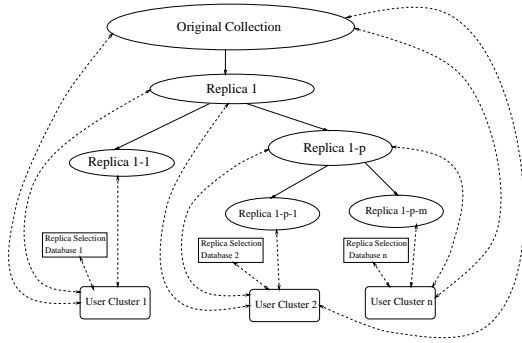 Original Collection
Replica 1
Replica 1-1
Replica 1-p
Replica 1-p-1
Replica 1-p-m
Replica Selection
Database 1
Replica Selection
Database 2
Replica Selection
Database n
User Cluster 1
User Cluster 2
User Cluster n